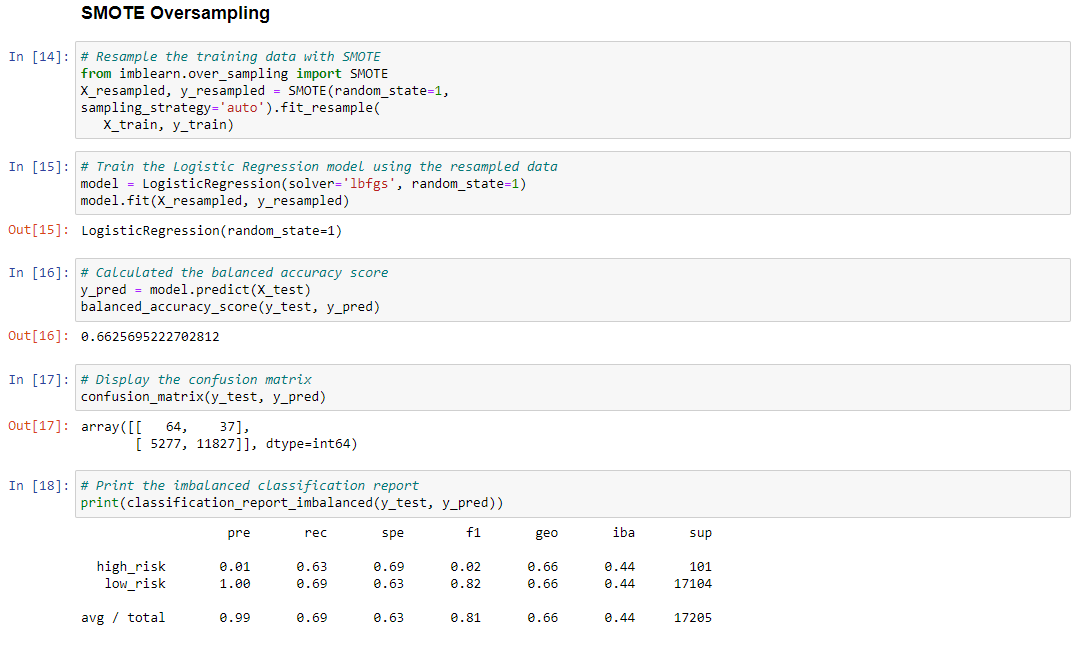 SMOTE Oversampling
In [14]: # Resample the training data with SMOTE
from imblearn.over_sampling import SMOTE
X_resampled, y_resampled = SMOTE(random_state=1,
sampling_strategy='auto').fit_resample(
   X_train, y_train)
In [15]: # Train the Logistic Regression model using the resampled data
model = LogisticRegression(solver='lbfgs', random_state=1)
model.fit(X_resampled, y_resampled)
Out[15]: LogisticRegression(random_state=1)
In [16]: # Calculated the balanced accuracy score
y_pred = model.predict(X_test)
balanced_accuracy_score(y_test, y_pred)
Out[16]: 0.6625695222702812
In [17]: # Display the confusion matrix
confusion_matrix(y_test, y_pred)
Out[17]: array([[   64,    37],
       [ 5277, 11827]], dtype=int64)
In [18]: # Print the imbalanced classification report
print(classification_report_imbalanced(y_test, y_pred))
pre rec spe f1 geo iba sup
high_risk 0.01 0.63 0.69 0.02 0.66 0.44 101
low_risk 1.00 0.69 0.63 0.82 0.66 0.44 17104
avg / total 0.99 0.69 0.63 0.81 0.66 0.44 17205